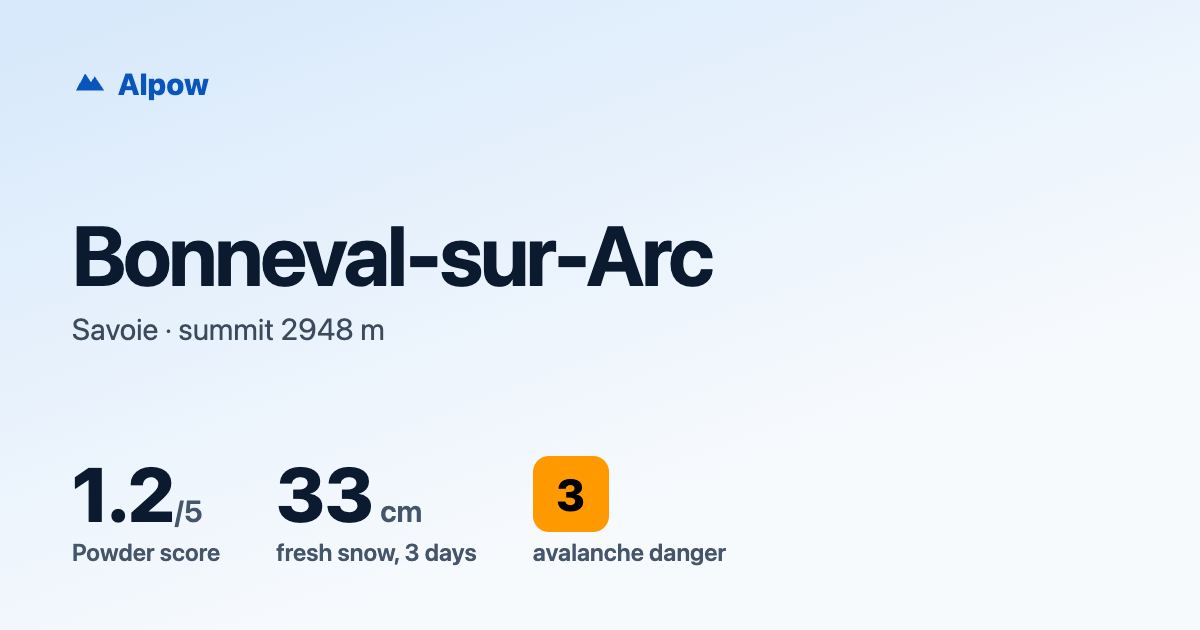 Alpow
Bonneval-sur-Arc
Savoie · summit 2948 m
1.2/5
Powder score
33 cm
fresh snow, 3 days
3
avalanche danger